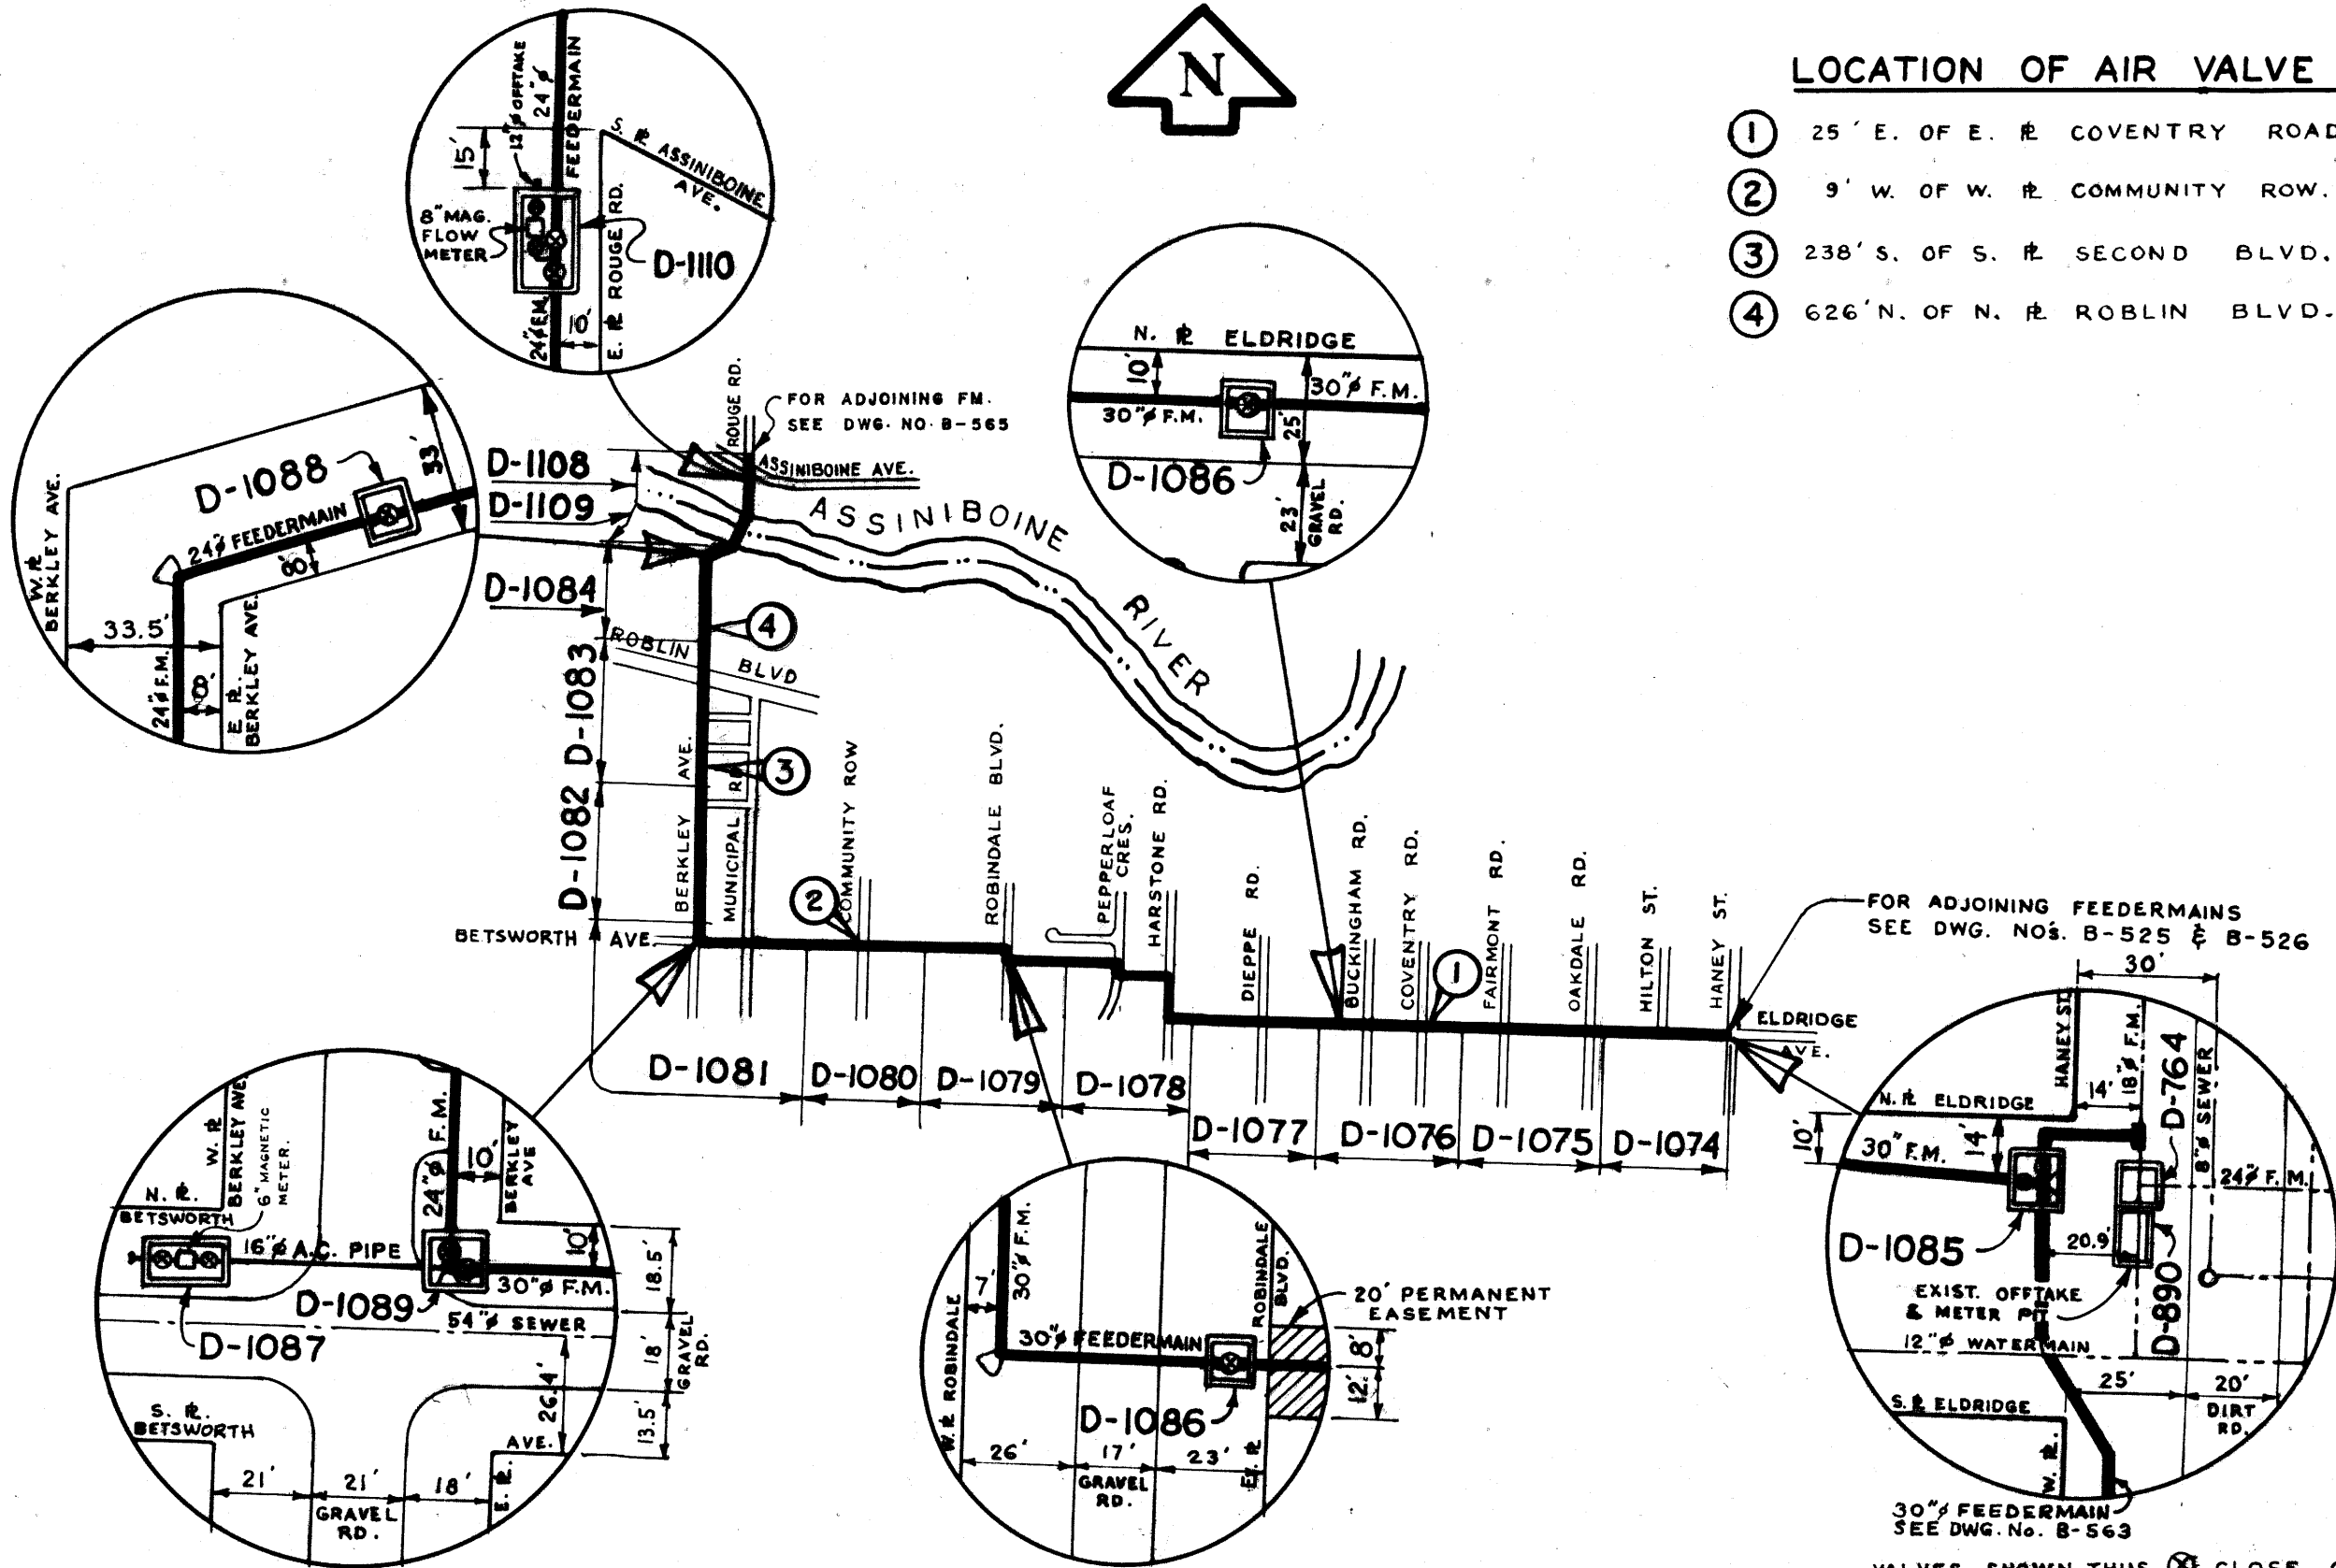 N
LOCATION OF AIR VALVE
1 25' E. OF E. ⅊ COVENTRY ROAD
2 9' W. OF W. ⅊ COMMUNITY ROW.
3 238' S. OF S. ⅊ SECOND BLVD.
4 626' N. OF N. ⅊ ROBLIN BLVD.
12"ø OFFTAKE
24"ø
FEEDERMAIN
15'
S. ⅊ ASSINIBOINE
AVE.
8" MAG.
FLOW
METER
D-1110
24"ø F.M.
10'
E. ⅊ ROUGE RD.
W. ⅊
BERKLEY AVE.
D-1088
33'
24"ø FEEDERMAIN
8'
33.5'
24"ø F.M.
8'
E. ⅊
BERKLEY AVE.
N. ⅊ ELDRIDGE
10'
30"ø F.M.
30"ø F.M.
25'
D-1086
23'
GRAVEL
RD.
ROUGE RD.
FOR ADJOINING FM.
SEE DWG. NO. B-565
D-1108
D-1109
ASSINIBOINE AVE.
ASSINIBOINE
RIVER
D-1084
4
ROBLIN
BLVD
D-1083
3
D-1082
BERKLEY AVE.
MUNICIPAL RD
2
COMMUNITY ROW
ROBINDALE BLVD.
PEPPERLOAF
CRES.
HARSTONE RD.
DIEPPE RD.
BUCKINGHAM RD.
COVENTRY RD.
1
FAIRMONT RD.
OAKDALE RD.
HILTON ST.
HANEY ST.
BETSWORTH AVE.
ELDRIDGE
AVE.
FOR ADJOINING FEEDERMAINS
SEE DWG. NO'S. B-525 & B-526
D-1081
D-1080
D-1079
D-1078
D-1077
D-1076
D-1075
D-1074
W. ⅊
BERKLEY AVE.
6" MAGNETIC
METER.
24"ø F.M.
10'
BERKLEY
AVE
N. ⅊.
BETSWORTH
16"ø A.C. PIPE
10'
18.5'
30"ø F.M.
D-1089
54"ø SEWER
D-1087
18'
GRAVEL
RD.
26.4'
13.5'
S. ⅊.
BETSWORTH
AVE.
21'
21'
18'
E. ⅊.
GRAVEL
RD.
30"ø F.M.
7'
W. ⅊ ROBINDALE
ROBINDALE
BLVD.
20' PERMANENT
EASEMENT
30"ø FEEDERMAIN
8'
12'
D-1086
26'
17'
23'
GRAVEL
RD.
E. ⅊
30'
HANEY ST.
18"ø F.M.
14'
D-764
8"ø SEWER
N. ⅊ ELDRIDGE
10'
30" F.M.
14'
24"ø F.M.
D-1085
20.9'
D-890
EXIST. OFFTAKE
& METER PIT
12"ø WATERMAIN
25'
20'
DIRT
RD.
S. ⅊ ELDRIDGE
W. ⅊.
30"ø FEEDERMAIN
SEE DWG. No. B-563
VALVES SHOWN THUS ⊗ CLOSE